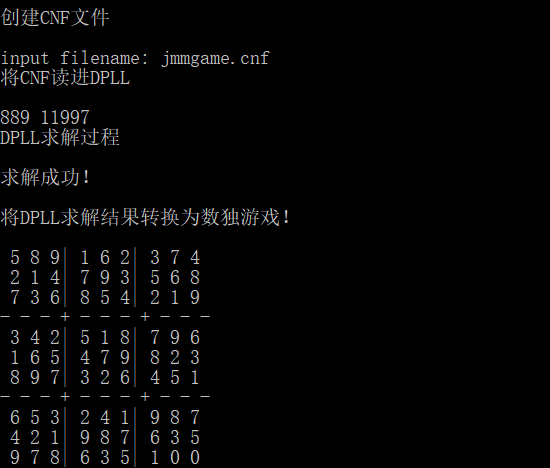 创建CNF文件
input filename: jmmgame.cnf
将CNF读进DPLL
889 11997
DPLL求解过程
求解成功!
将DPLL求解结果转换为数独游戏!
5 8 9| 1 6 2| 3 7 4
2 1 4| 7 9 3| 5 6 8
7 3 6| 8 5 4| 2 1 9
- - - + - - - + - - -
3 4 2| 5 1 8| 7 9 6
1 6 5| 4 7 9| 8 2 3
8 9 7| 3 2 6| 4 5 1
- - - + - - - + - - -
6 5 3| 2 4 1| 9 8 7
4 2 1| 9 8 7| 6 3 5
9 7 8| 6 3 5| 1 0 0